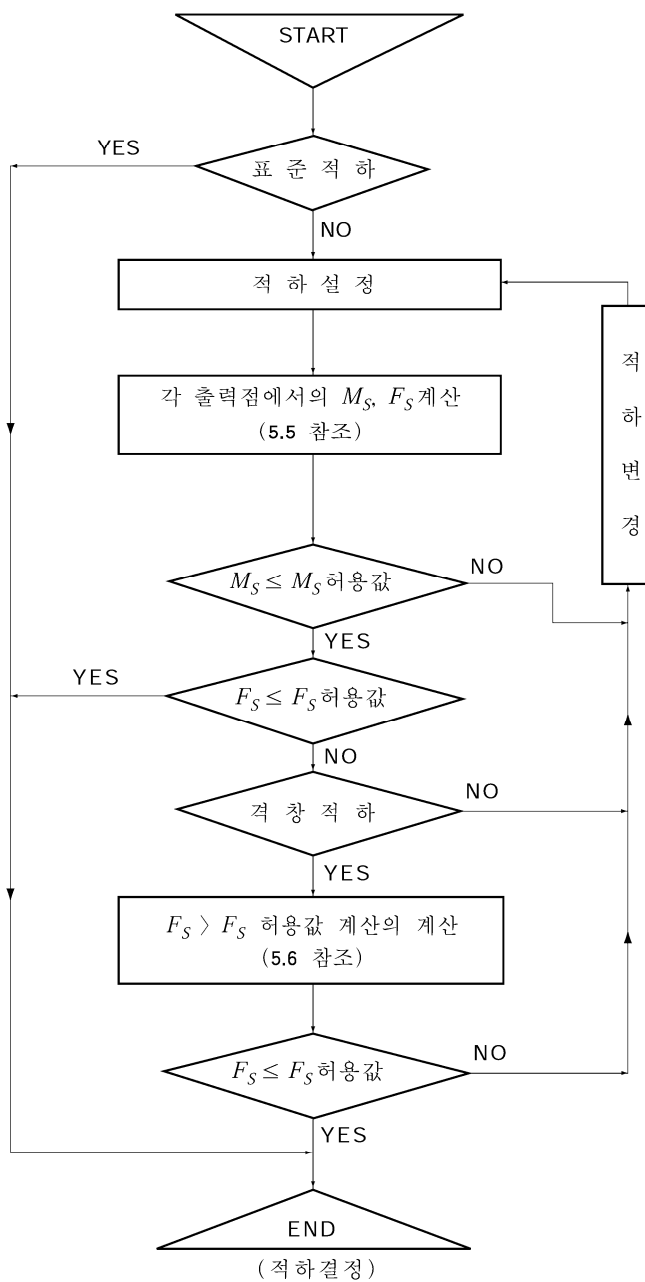 START
YES
표 준 적 하
NO
적 하 설 정
각 출력점에서의 M_S, F_S계산
(5.5 참조)
적
하
변
경
M_S ≤ M_S허용값
NO
YES
YES
F_S ≤ F_S허용값
NO
격 창 적 하
NO
YES
F_S 〉 F_S 허용값 계산의 계산
(5.6 참조)
F_S ≤ F_S허용값
NO
YES
END
(적하결정)